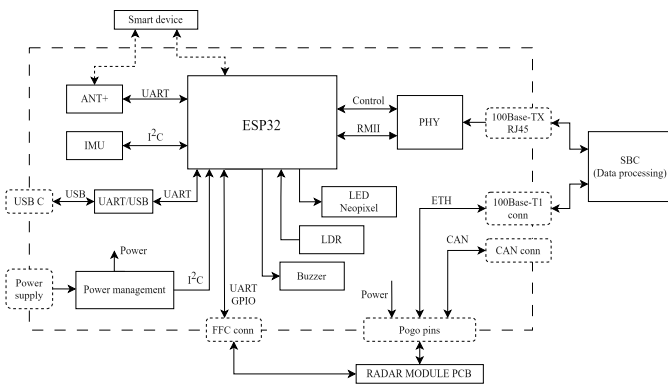 Smart device
ANT+
UART
ESP32
Control
PHY
RMII
100Base-TX
RJ45
IMU
I2C
SBC
(Data processing)
USB C
USB
UART/USB
UART
LED
Neopixel
ETH
100Base-T1
conn
LDR
CAN
CAN conn
Power
Power
supply
Power management
I2C
Buzzer
UART
GPIO
Power
FFC conn
Pogo pins
RADAR MODULE PCB